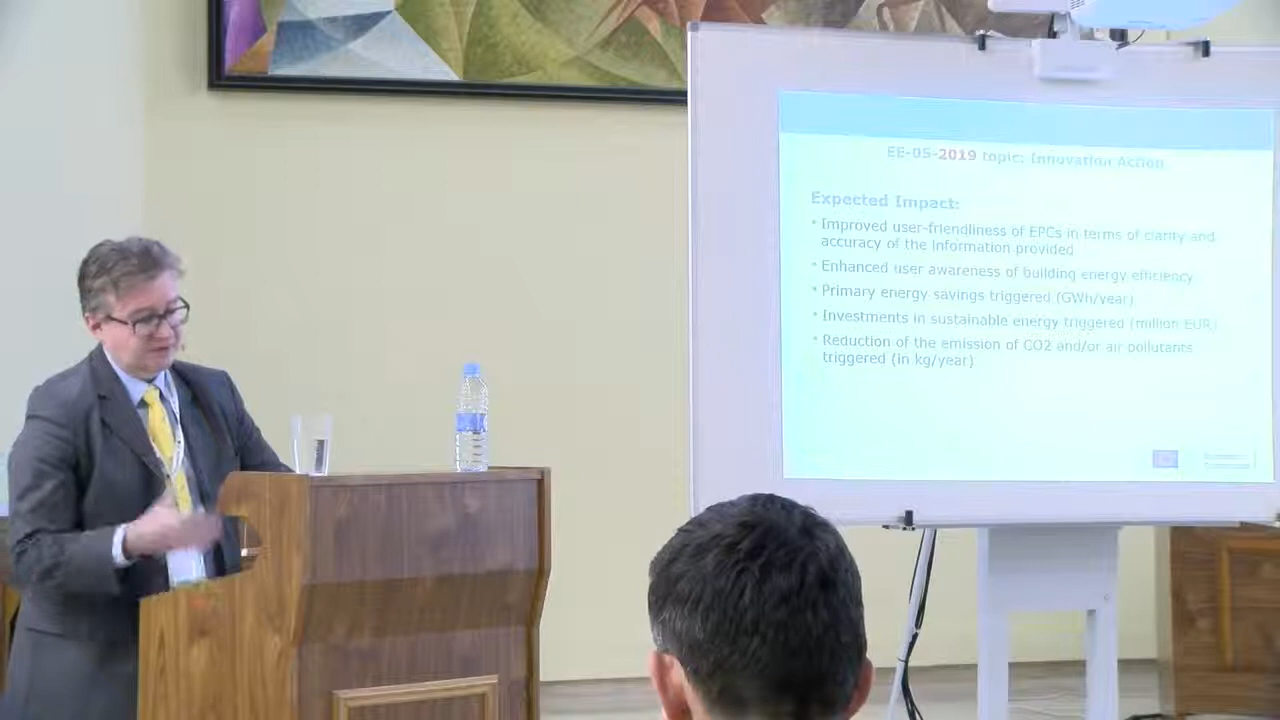 EE-05-2019 topic: Innovation Action
Expected Impact:
• Improved user-friendliness of EPCs in terms of clarity and
accuracy of the information provided
• Enhanced user awareness of building energy efficiency
• Primary energy savings triggered (GWh/year)
• Investments in sustainable energy triggered (million EUR)
• Reduction of the emission of CO2 and/or air pollutants
triggered (in kg/year)